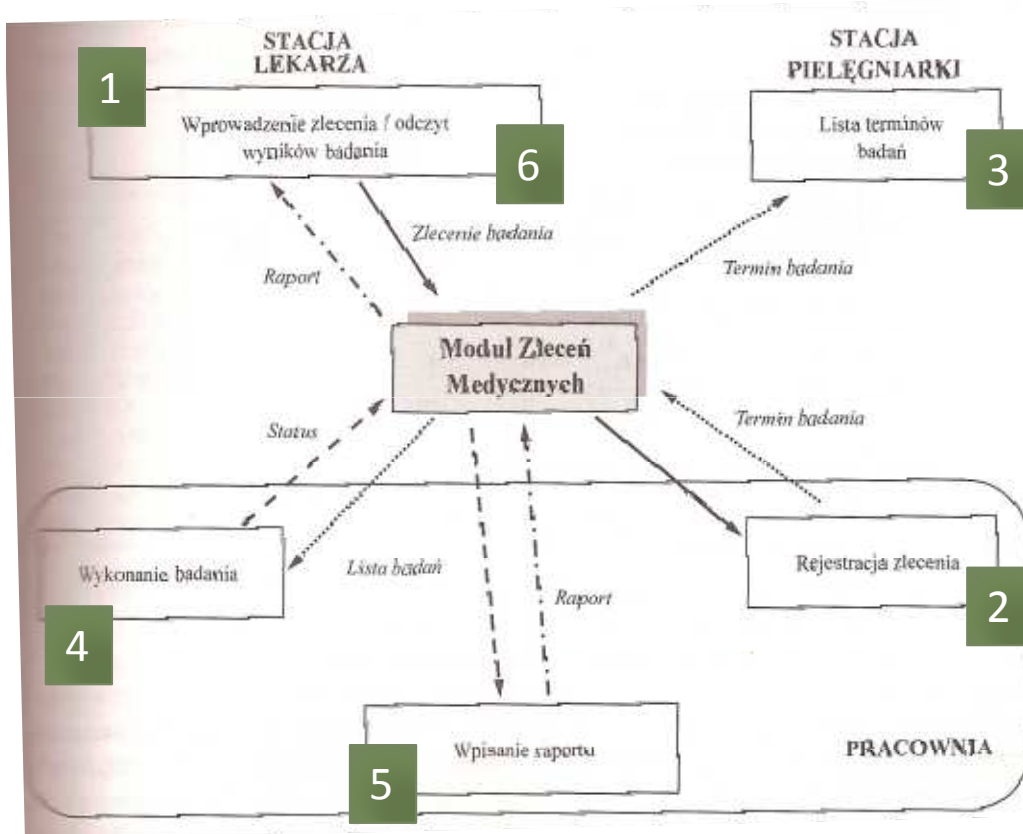 STACJA
LEKARZA
STACJA
PIELĘGNIARKI
1
Wprowadzenie zlecenia / odczyt
wyników badania
6
Lista terminów
badań
3
Zlecenie badania
Raport
Termin badania
Moduł Zleceń
Medycznych
Status
Termin badania
Wykonanie badania
4
Lista badań
Raport
Rejestracja zlecenia
2
Wpisanie raportu
5
PRACOWNIA